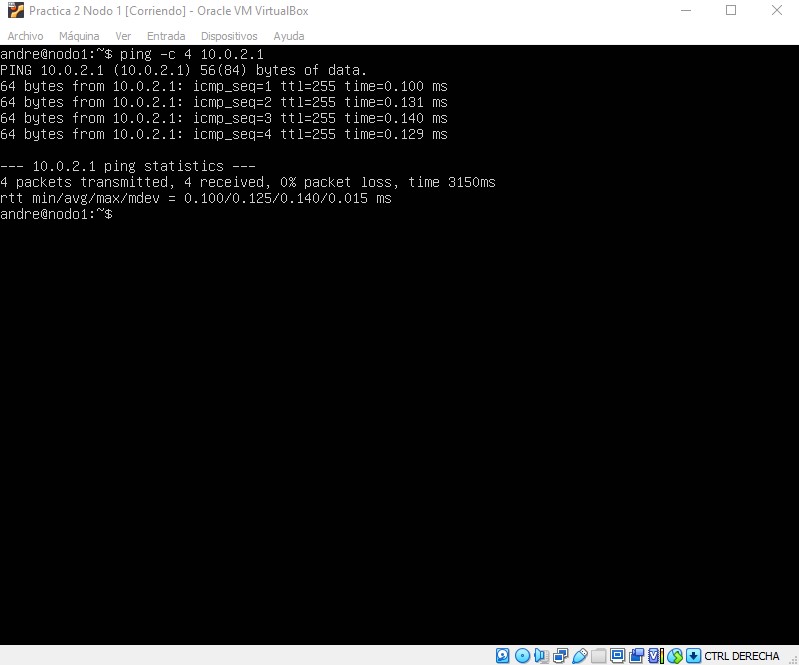 Practica 2 Nodo 1 [Corriendo] - Oracle VM VirtualBox
Archivo Máquina Ver Entrada Dispositivos Ayuda
andre@nodo1:~$ ping -c 4 10.0.2.1
PING 10.0.2.1 (10.0.2.1) 56(84) bytes of data.
64 bytes from 10.0.2.1: icmp_seq=1 ttl=255 time=0.100 ms
64 bytes from 10.0.2.1: icmp_seq=2 ttl=255 time=0.131 ms
64 bytes from 10.0.2.1: icmp_seq=3 ttl=255 time=0.140 ms
64 bytes from 10.0.2.1: icmp_seq=4 ttl=255 time=0.129 ms
--- 10.0.2.1 ping statistics ---
4 packets transmitted, 4 received, 0% packet loss, time 3150ms
rtt min/avg/max/mdev = 0.100/0.125/0.140/0.015 ms
andre@nodo1:~$
CTRL DERECHA